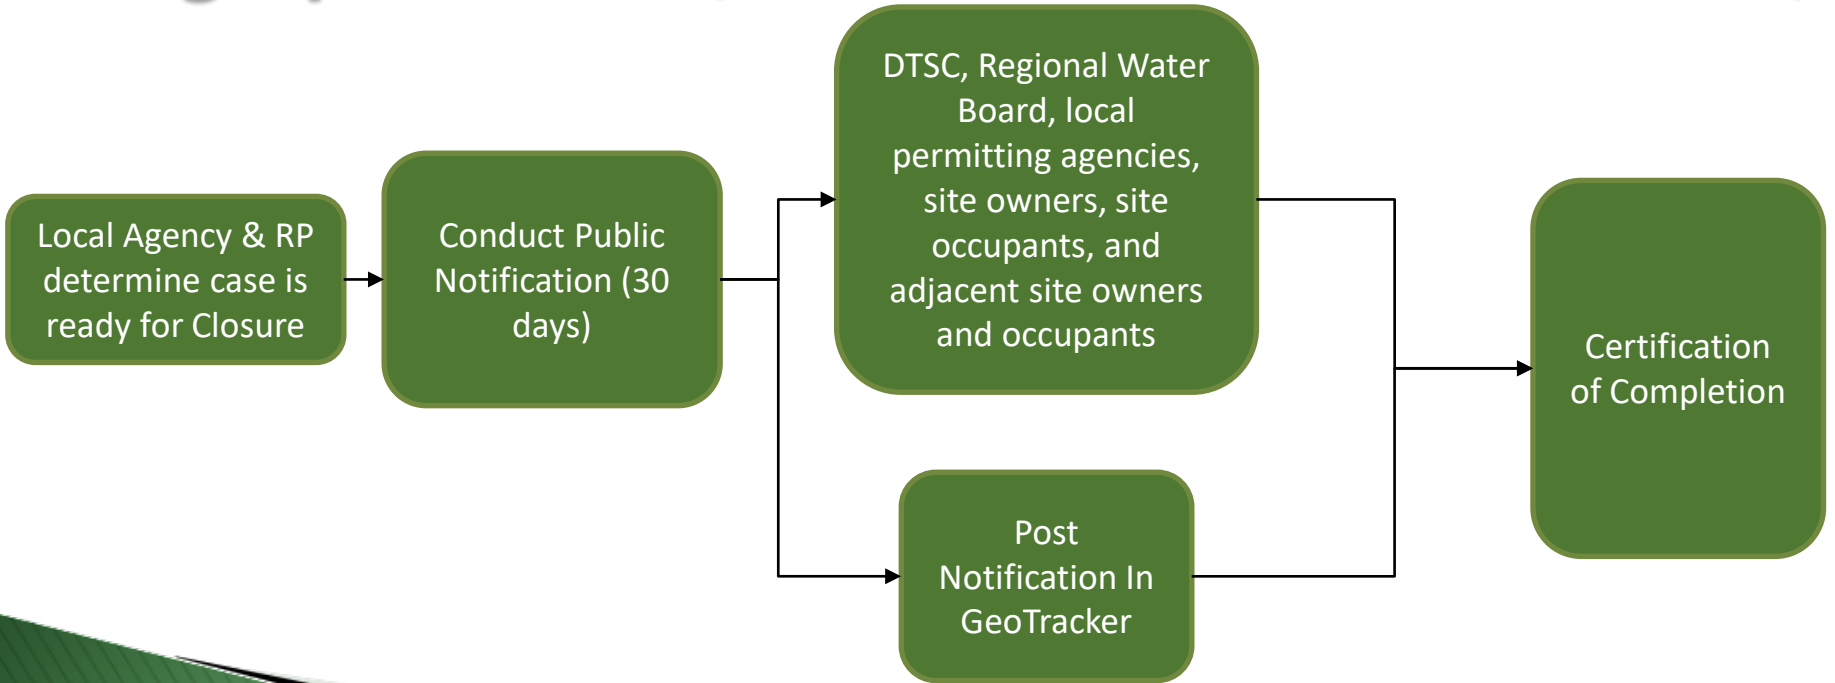 Local Agency & RP
determine case is
ready for Closure
Conduct Public
Notification (30
days)
DTSC, Regional Water
Board, local
permitting agencies,
site owners, site
occupants, and
adjacent site owners
and occupants
Post
Notification In
GeoTracker
Certification
of Completion